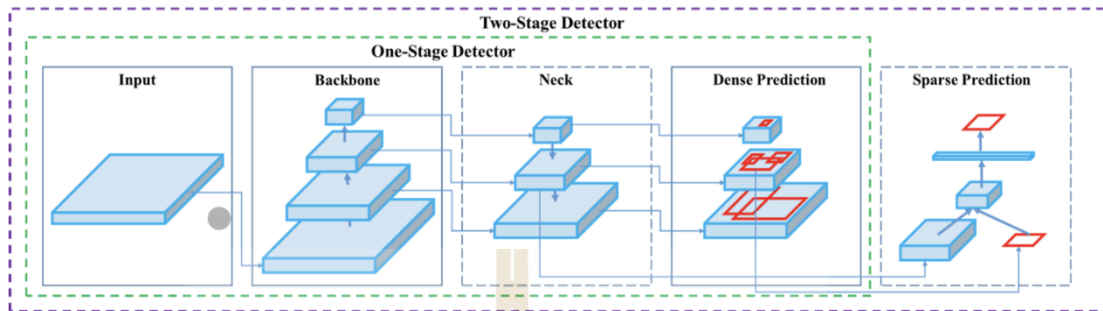 Two-Stage Detector
One-Stage Detector
Input
Backbone
Neck
Dense Prediction
Sparse Prediction